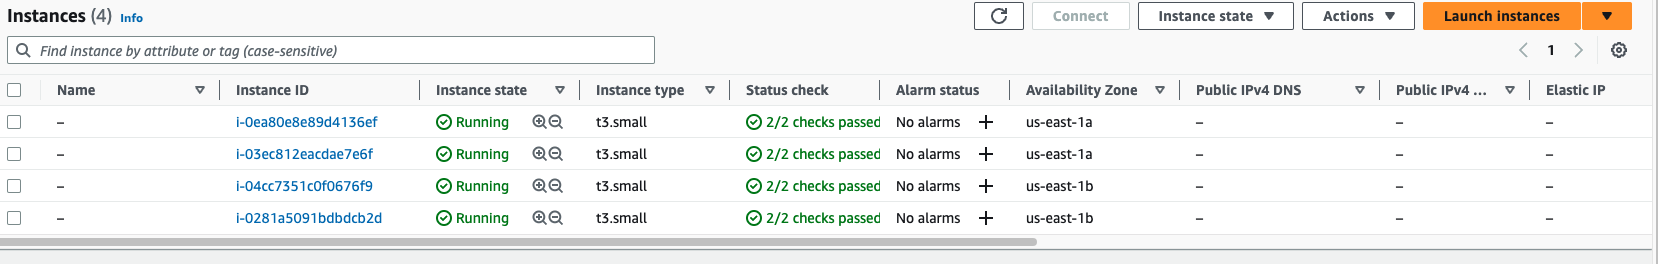 Instances (4) Info
Connect Instance state Actions Launch instances
Find instance by attribute or tag (case-sensitive) 1
Name Instance ID Instance state Instance type Status check Alarm status Availability Zone Public IPv4 DNS Public IPv4 ... Elastic IP
– i-0ea80e8e89d4136ef Running t3.small 2/2 checks passed No alarms + us-east-1a – – –
– i-03ec812eacdae7e6f Running t3.small 2/2 checks passed No alarms + us-east-1a – – –
– i-04cc7351c0f0676f9 Running t3.small 2/2 checks passed No alarms + us-east-1b – – –
– i-0281a5091bdbdcb2d Running t3.small 2/2 checks passed No alarms + us-east-1b – – –